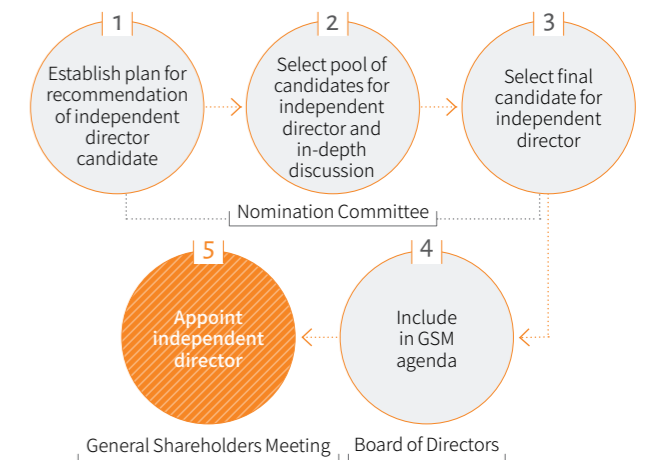 1
Establish plan for
recommendation
of independent
director
candidate
2
Select pool of
candidates for
independent
director and
in-depth
discussion
3
Select final
candidate for
independent
director
Nomination Committee
5
Appoint
independent
director
4
Include
in GSM
agenda
General Shareholders Meeting
Board of Directors